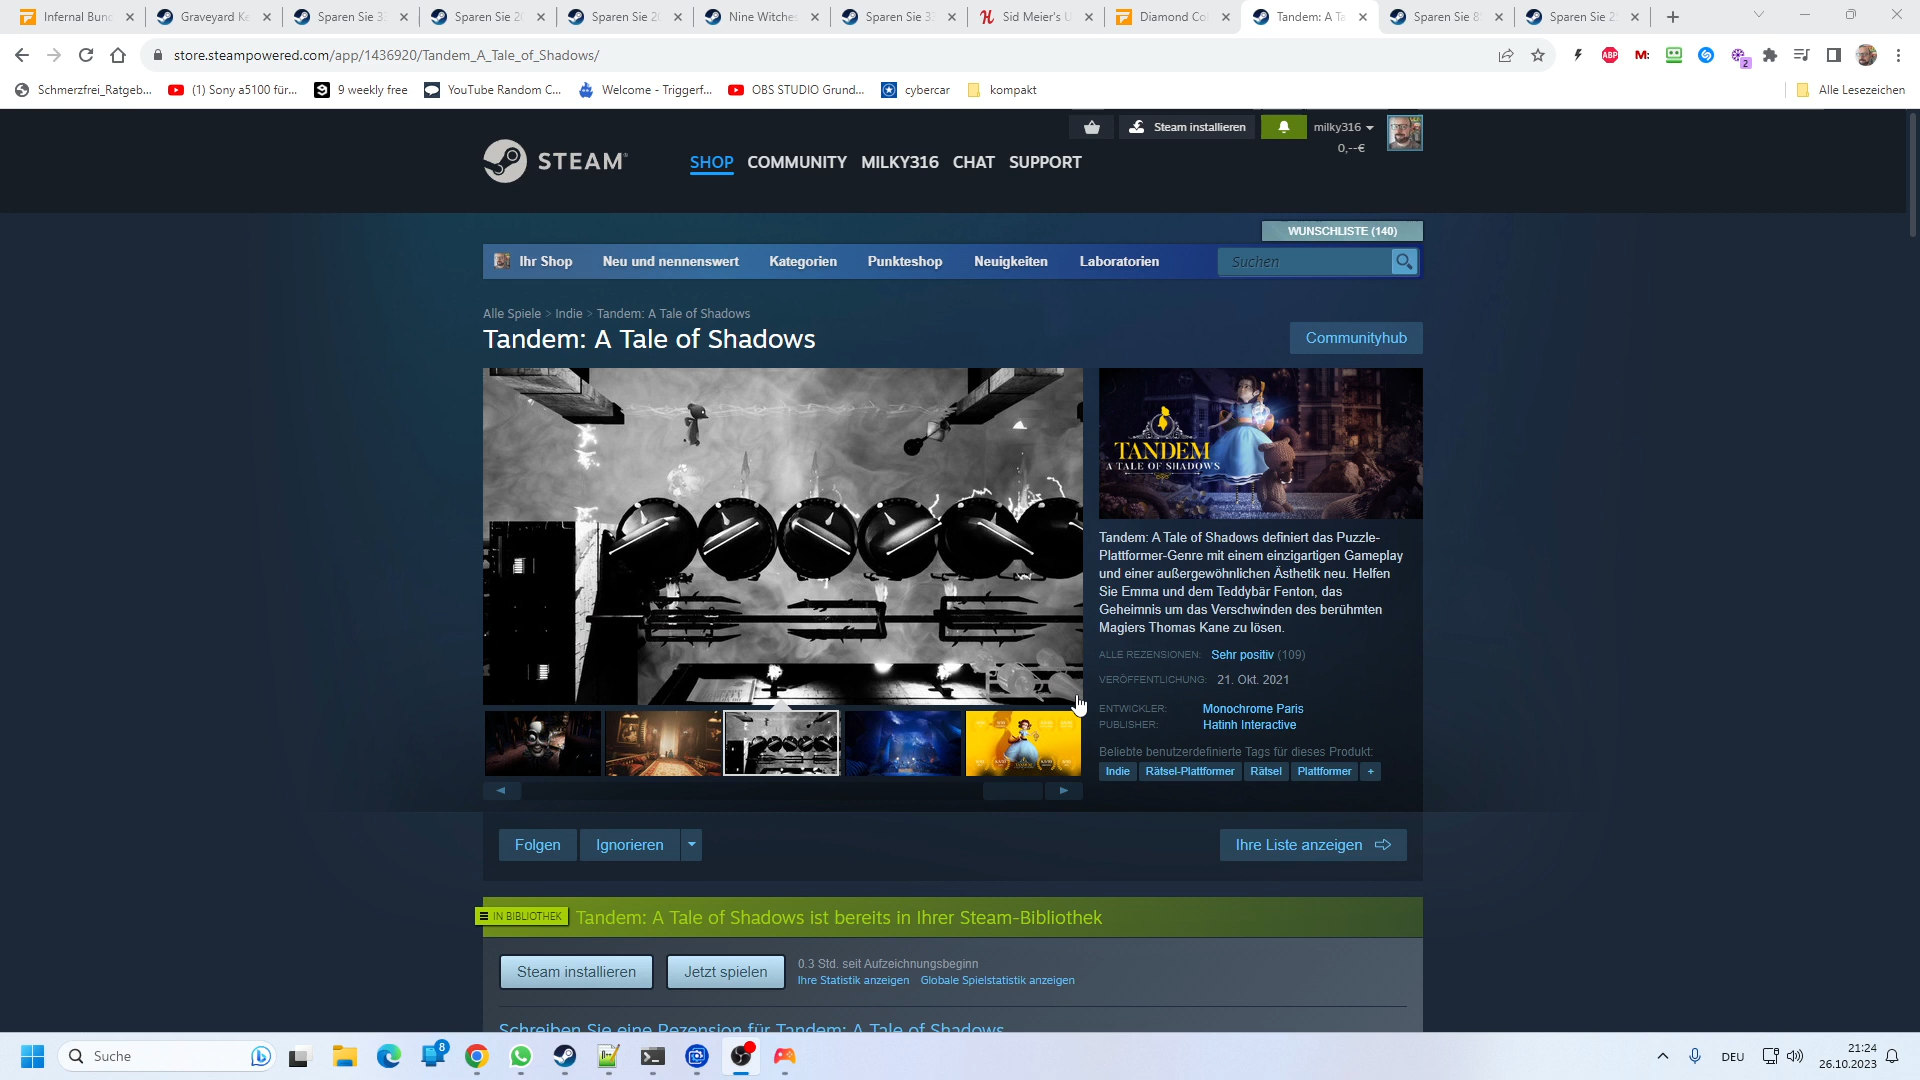 Infernal Bun
Graveyard Ke
Sparen Sie 3
Sparen Sie 20
Sparen Sie 20
Nine Witche
Sparen Sie 3
Sid Meier's U
Diamond Co
Tandem: A Ta
Sparen Sie 8
Sparen Sie 2
store.steampowered.com/app/1436920/Tandem_A_Tale_of_Shadows/
ABP
M:
2
Schmerzfrei_Ratgeb...
(1) Sony a5100 für...
9 weekly free
YouTube Random C...
Welcome - Triggerf...
OBS STUDIO Grund...
cybercar
kompakt
Alle Lesezeichen
Steam installieren
milky316
0,--€
STEAM
SHOP
COMMUNITY
MILKY316
CHAT
SUPPORT
WUNSCHLISTE (140)
Ihr Shop
Neu und nennenswert
Kategorien
Punkteshop
Neuigkeiten
Laboratorien
Suchen
Alle Spiele > Indie > Tandem: A Tale of Shadows
Tandem: A Tale of Shadows
Communityhub
TANDEM
A TALE OF SHADOWS
Tandem: A Tale of Shadows definiert das Puzzle-
Plattformer-Genre mit einem einzigartigen Gameplay
und einer außergewöhnlichen Ästhetik neu. Helfen
Sie Emma und dem Teddybär Fenton, das
Geheimnis um das Verschwinden des berühmten
Magiers Thomas Kane zu lösen.
ALLE REZENSIONEN: Sehr positiv (109)
VERÖFFENTLICHUNG: 21. Okt. 2021
ENTWICKLER: Monochrome Paris
PUBLISHER: Hatinh Interactive
Beliebte benutzerdefinierte Tags für dieses Produkt:
Indie
Rätsel-Plattformer
Rätsel
Plattformer
+
Folgen
Ignorieren
Ihre Liste anzeigen
IN BIBLIOTHEK
Tandem: A Tale of Shadows ist bereits in Ihrer Steam-Bibliothek
Steam installieren
Jetzt spielen
0.3 Std. seit Aufzeichnungsbeginn
Ihre Statistik anzeigen
Globale Spielstatistik anzeigen
Schreiben Sie eine Rezension für Tandem: A Tale of Shadows
Suche
8
DEU
21:24
26.10.2023